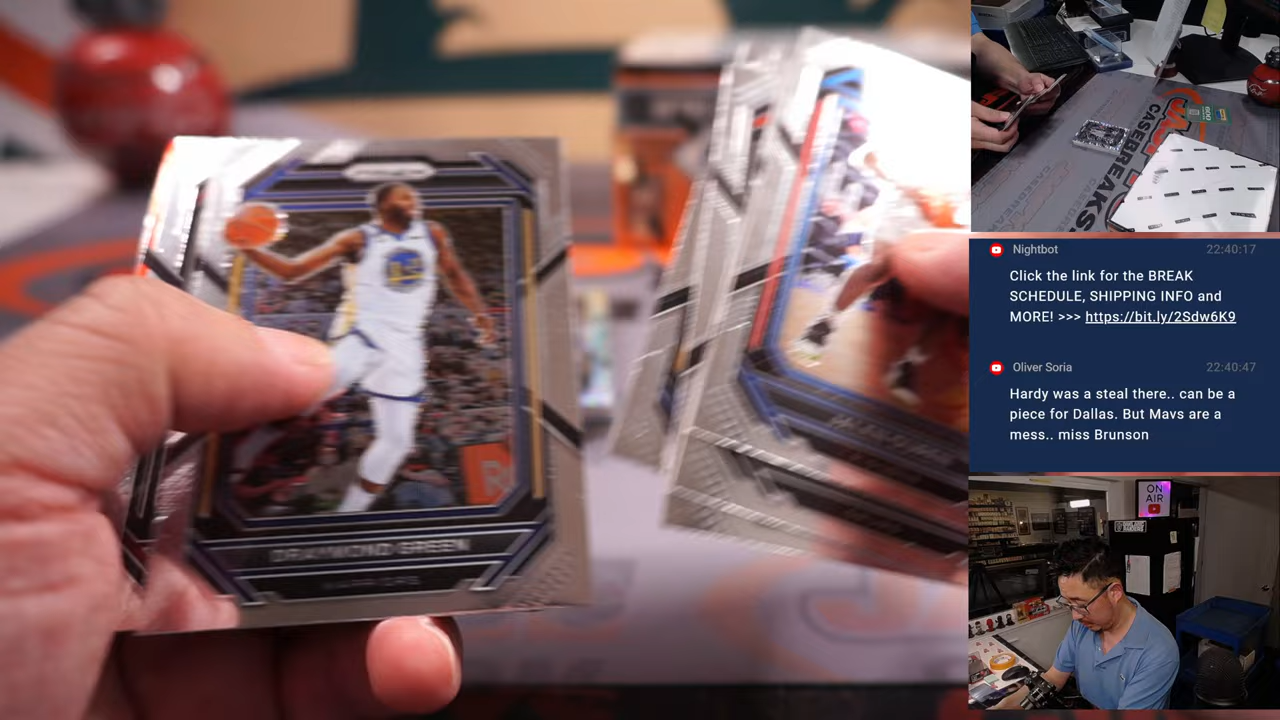 DRAYMOND GREEN
WARRIORS
CASEBREAKS
Nightbot 22:40:17
Click the link for the BREAK
SCHEDULE, SHIPPING INFO and
MORE! >>> https://bit.ly/2Sdw6K9
Oliver Soria 22:40:47
Hardy was a steal there.. can be a
piece for Dallas. But Mavs are a
mess.. miss Brunson
ON
AIR